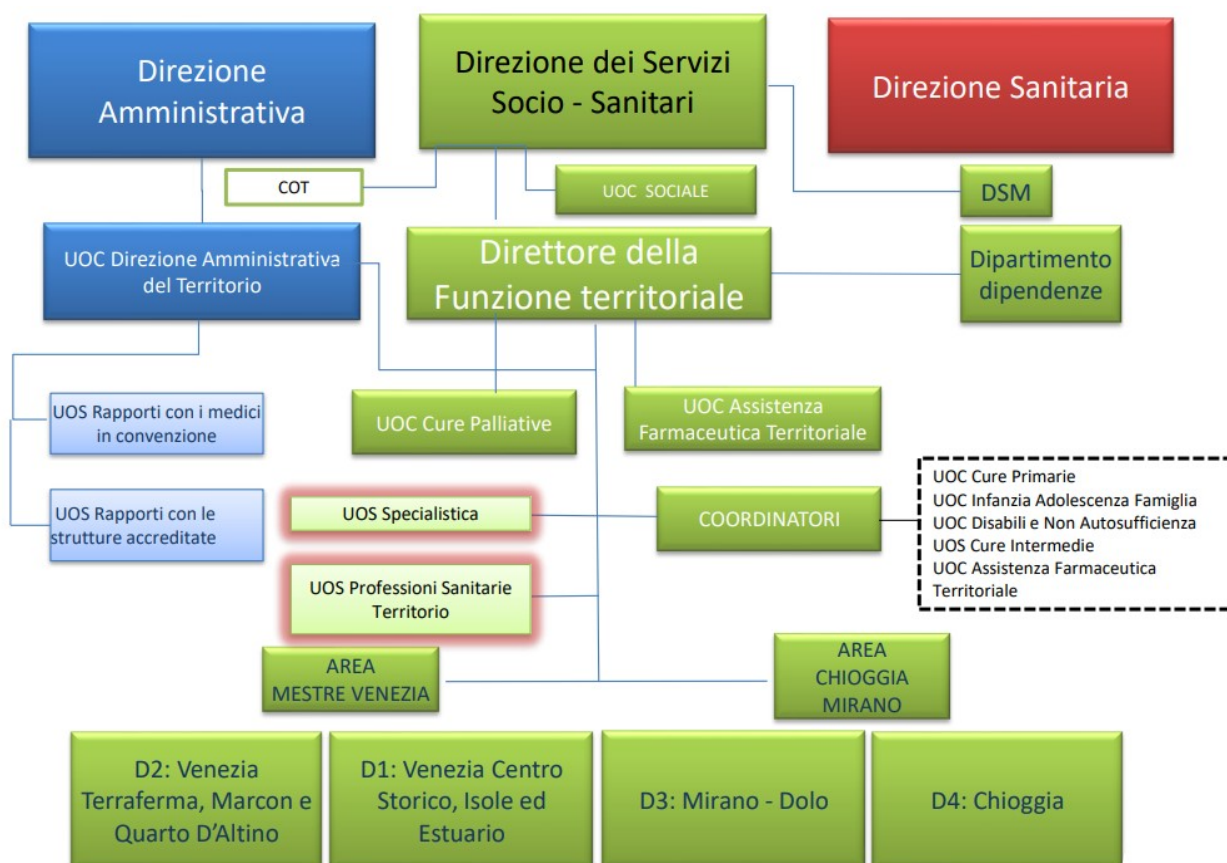 Direzione
Amministrativa
Direzione dei Servizi
Socio - Sanitari
Direzione Sanitaria
COT
UOC SOCIALE
DSM
UOC Direzione Amministrativa
del Territorio
Direttore della
Funzione territoriale
Dipartimento
dipendenze
UOS Rapporti con i medici
in convenzione
UOC Cure Palliative
UOC Assistenza
Farmaceutica Territoriale
UOS Rapporti con le
strutture accreditate
UOS Specialistica
COORDINATORI
UOC Cure Primarie
UOC Infanzia Adolescenza Famiglia
UOC Disabili e Non Autosufficienza
UOS Cure Intermedie
UOC Assistenza Farmaceutica
Territoriale
UOS Professioni Sanitarie
Territorio
AREA
MESTRE VENEZIA
AREA
CHIOGGIA
MIRANO
D2: Venezia
Terraferma, Marcon e
Quarto D’Altino
D1: Venezia Centro
Storico, Isole ed
Estuario
D3: Mirano - Dolo
D4: Chioggia